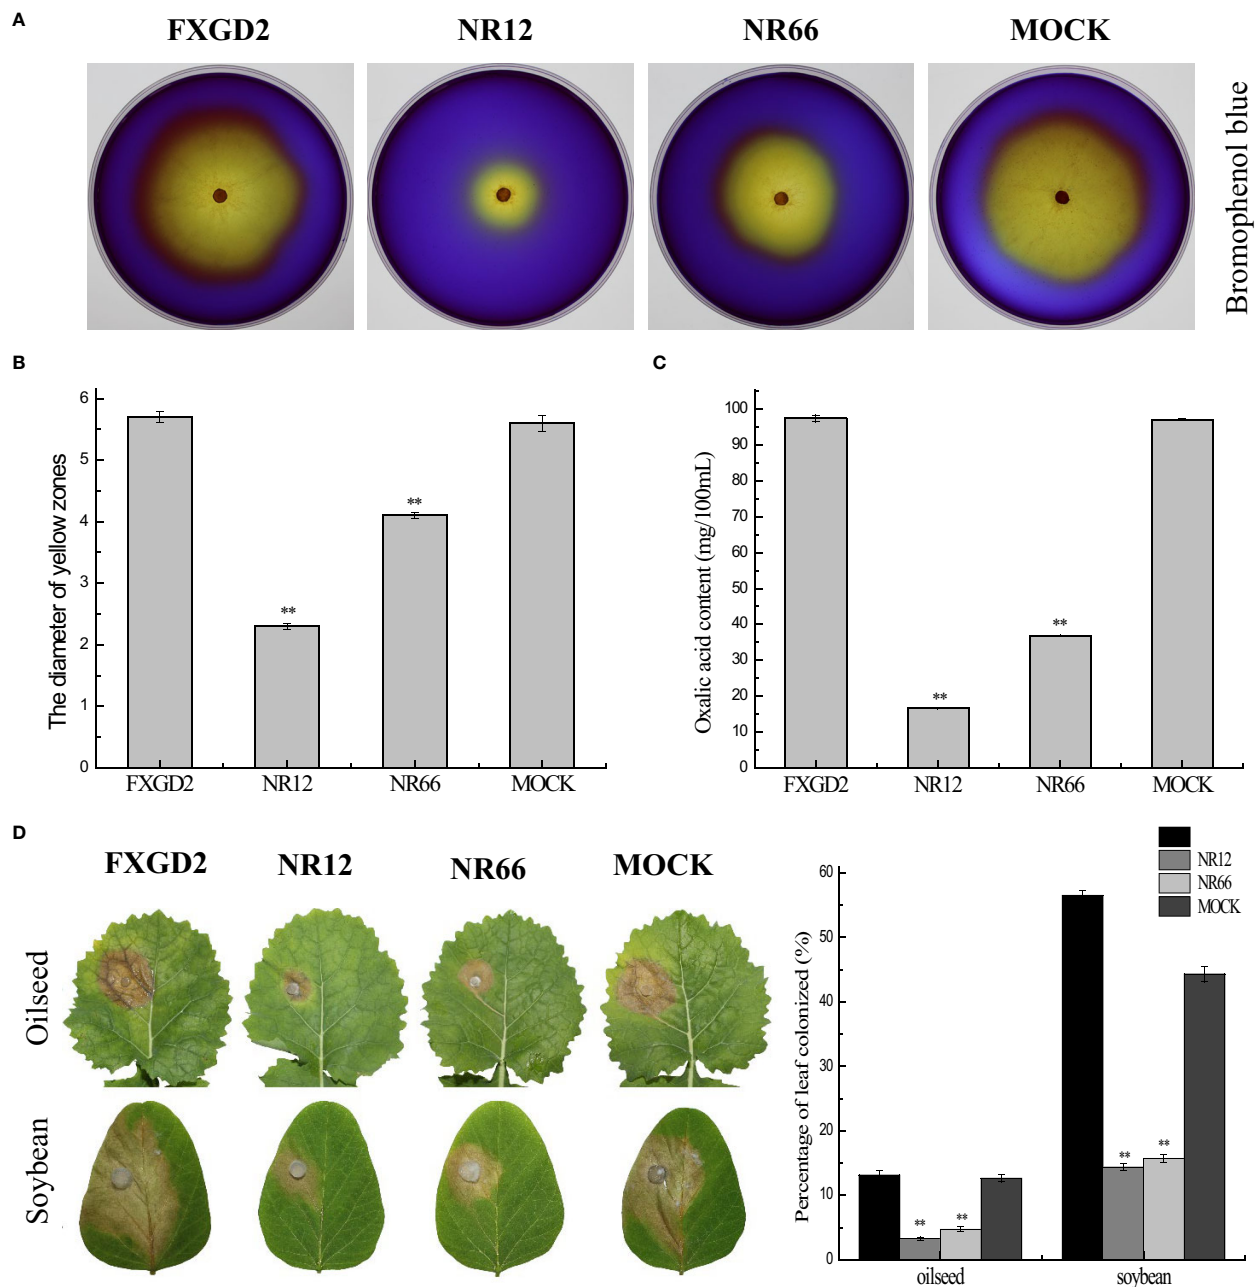 A
FXGD2 NR12 NR66 MOCK
Bromophenol blue
B
The diameter of yellow zones
6
5
4
3
2
1
0
**
**
FXGD2 NR12 NR66 MOCK
C
Oxalic acid content (mg/100mL)
100
90
80
70
60
50
40
30
20
10
0
**
**
FXGD2 NR12 NR66 MOCK
D
FXGD2 NR12 NR66 MOCK
Oilseed
Soybean
NR12
NR66
MOCK
Percentage of leaf colonized (%)
60
50
40
30
20
10
0
** **
** **
oilseed soybean